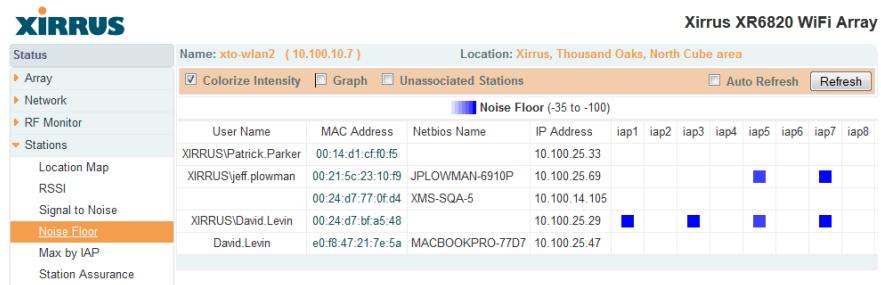 XIRRUS
Xirrus XR6820 WiFi Array
Status
Name: xto-wlan2 ( 10.100.10.7 ) Location: Xirrus, Thousand Oaks, North Cube area
Array
Network
RF Monitor
Stations
Location Map
RSSI
Signal to Noise
Noise Floor
Max by IAP
Station Assurance
Colorize Intensity Graph Unassociated Stations Auto Refresh Refresh
Noise Floor (-35 to -100)
User Name MAC Address Netbios Name IP Address iap1 iap2 iap3 iap4 iap5 iap6 iap7 iap8
XIRRUS\Patrick.Parker 00:14:d1:cf:f0:f5 10.100.25.33
XIRRUS\jeff.plowman 00:21:5c:23:10:f9 JPLOWMAN-6910P 10.100.25.69
00:24:d7:77:0f:d4 XMS-SQA-5 10.100.14.105
XIRRUS\David.Levin 00:24:d7:bf:a5:48 10.100.25.29
David.Levin e0:f8:47:21:7e:5a MACBOOKPRO-77D7 10.100.25.47